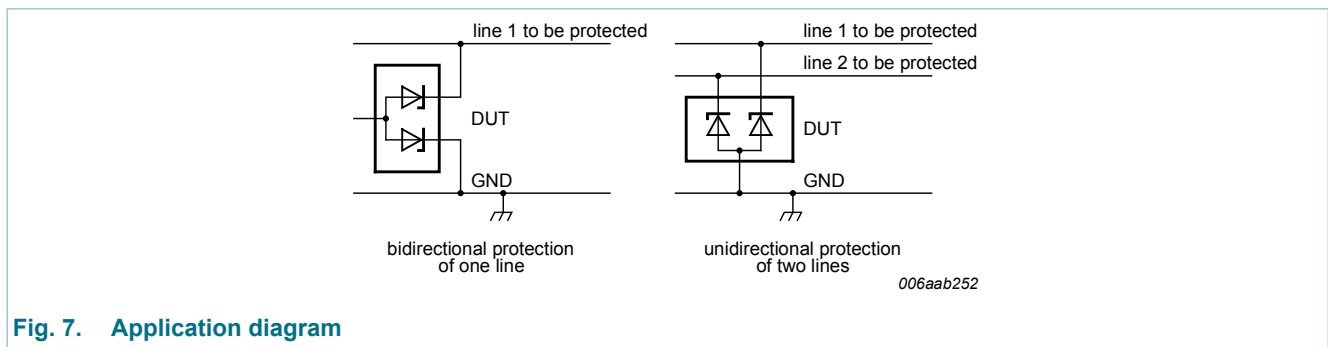 line 1 to be protected
DUT
GND
bidirectional protection
of one line
line 1 to be protected
line 2 to be protected
DUT
GND
unidirectional protection
of two lines
006aab252
Fig. 7. Application diagram